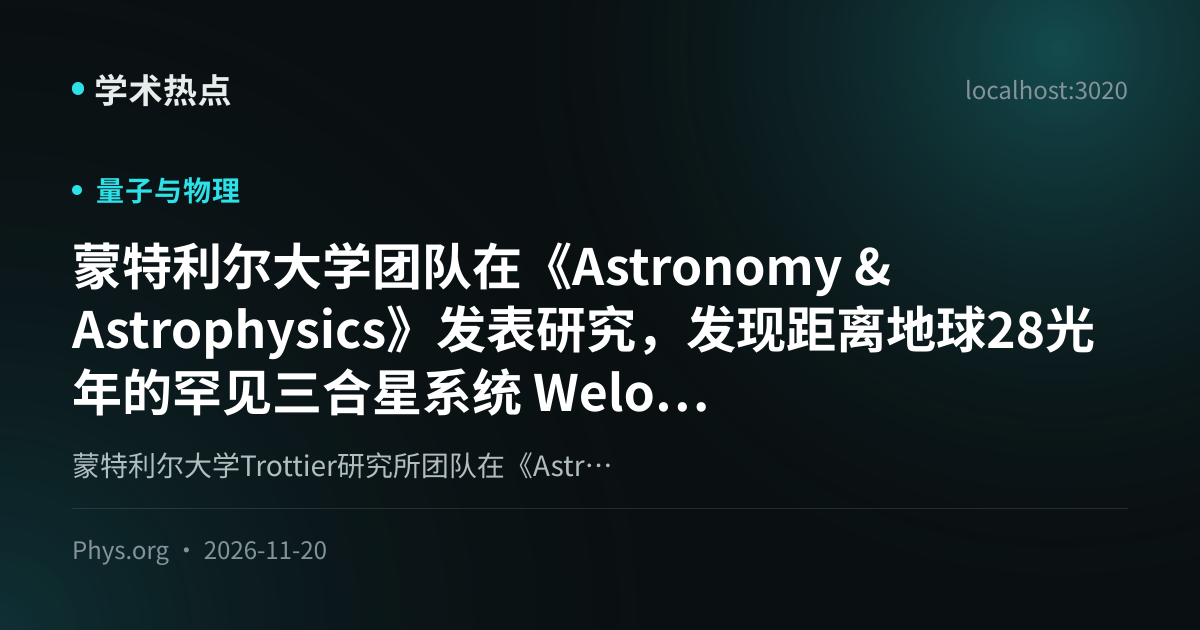 学术热点
localhost:3020
量子与物理
蒙特利尔大学团队在《Astronomy &
Astrophysics》发表研究，发现距离地球28光
年的罕见三合星系统 Welo…
蒙特利尔大学Trottier研究所团队在《Astr…
Phys.org • 2026-11-20